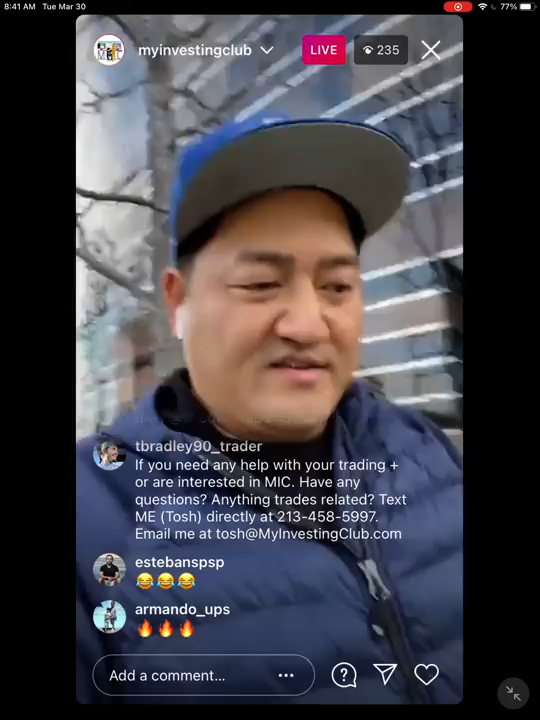 8:41 AM Tue Mar 30
77%
myinvestingclub
LIVE
235
tbradley90_trader
If you need any help with your trading +
or are interested in MIC. Have any
questions? Anything trades related? Text
ME (Tosh) directly at 213-458-5997.
Email me at tosh@MyInvestingClub.com
estebanspsp
😂😂😂
armando_ups
🔥🔥🔥
Add a comment...